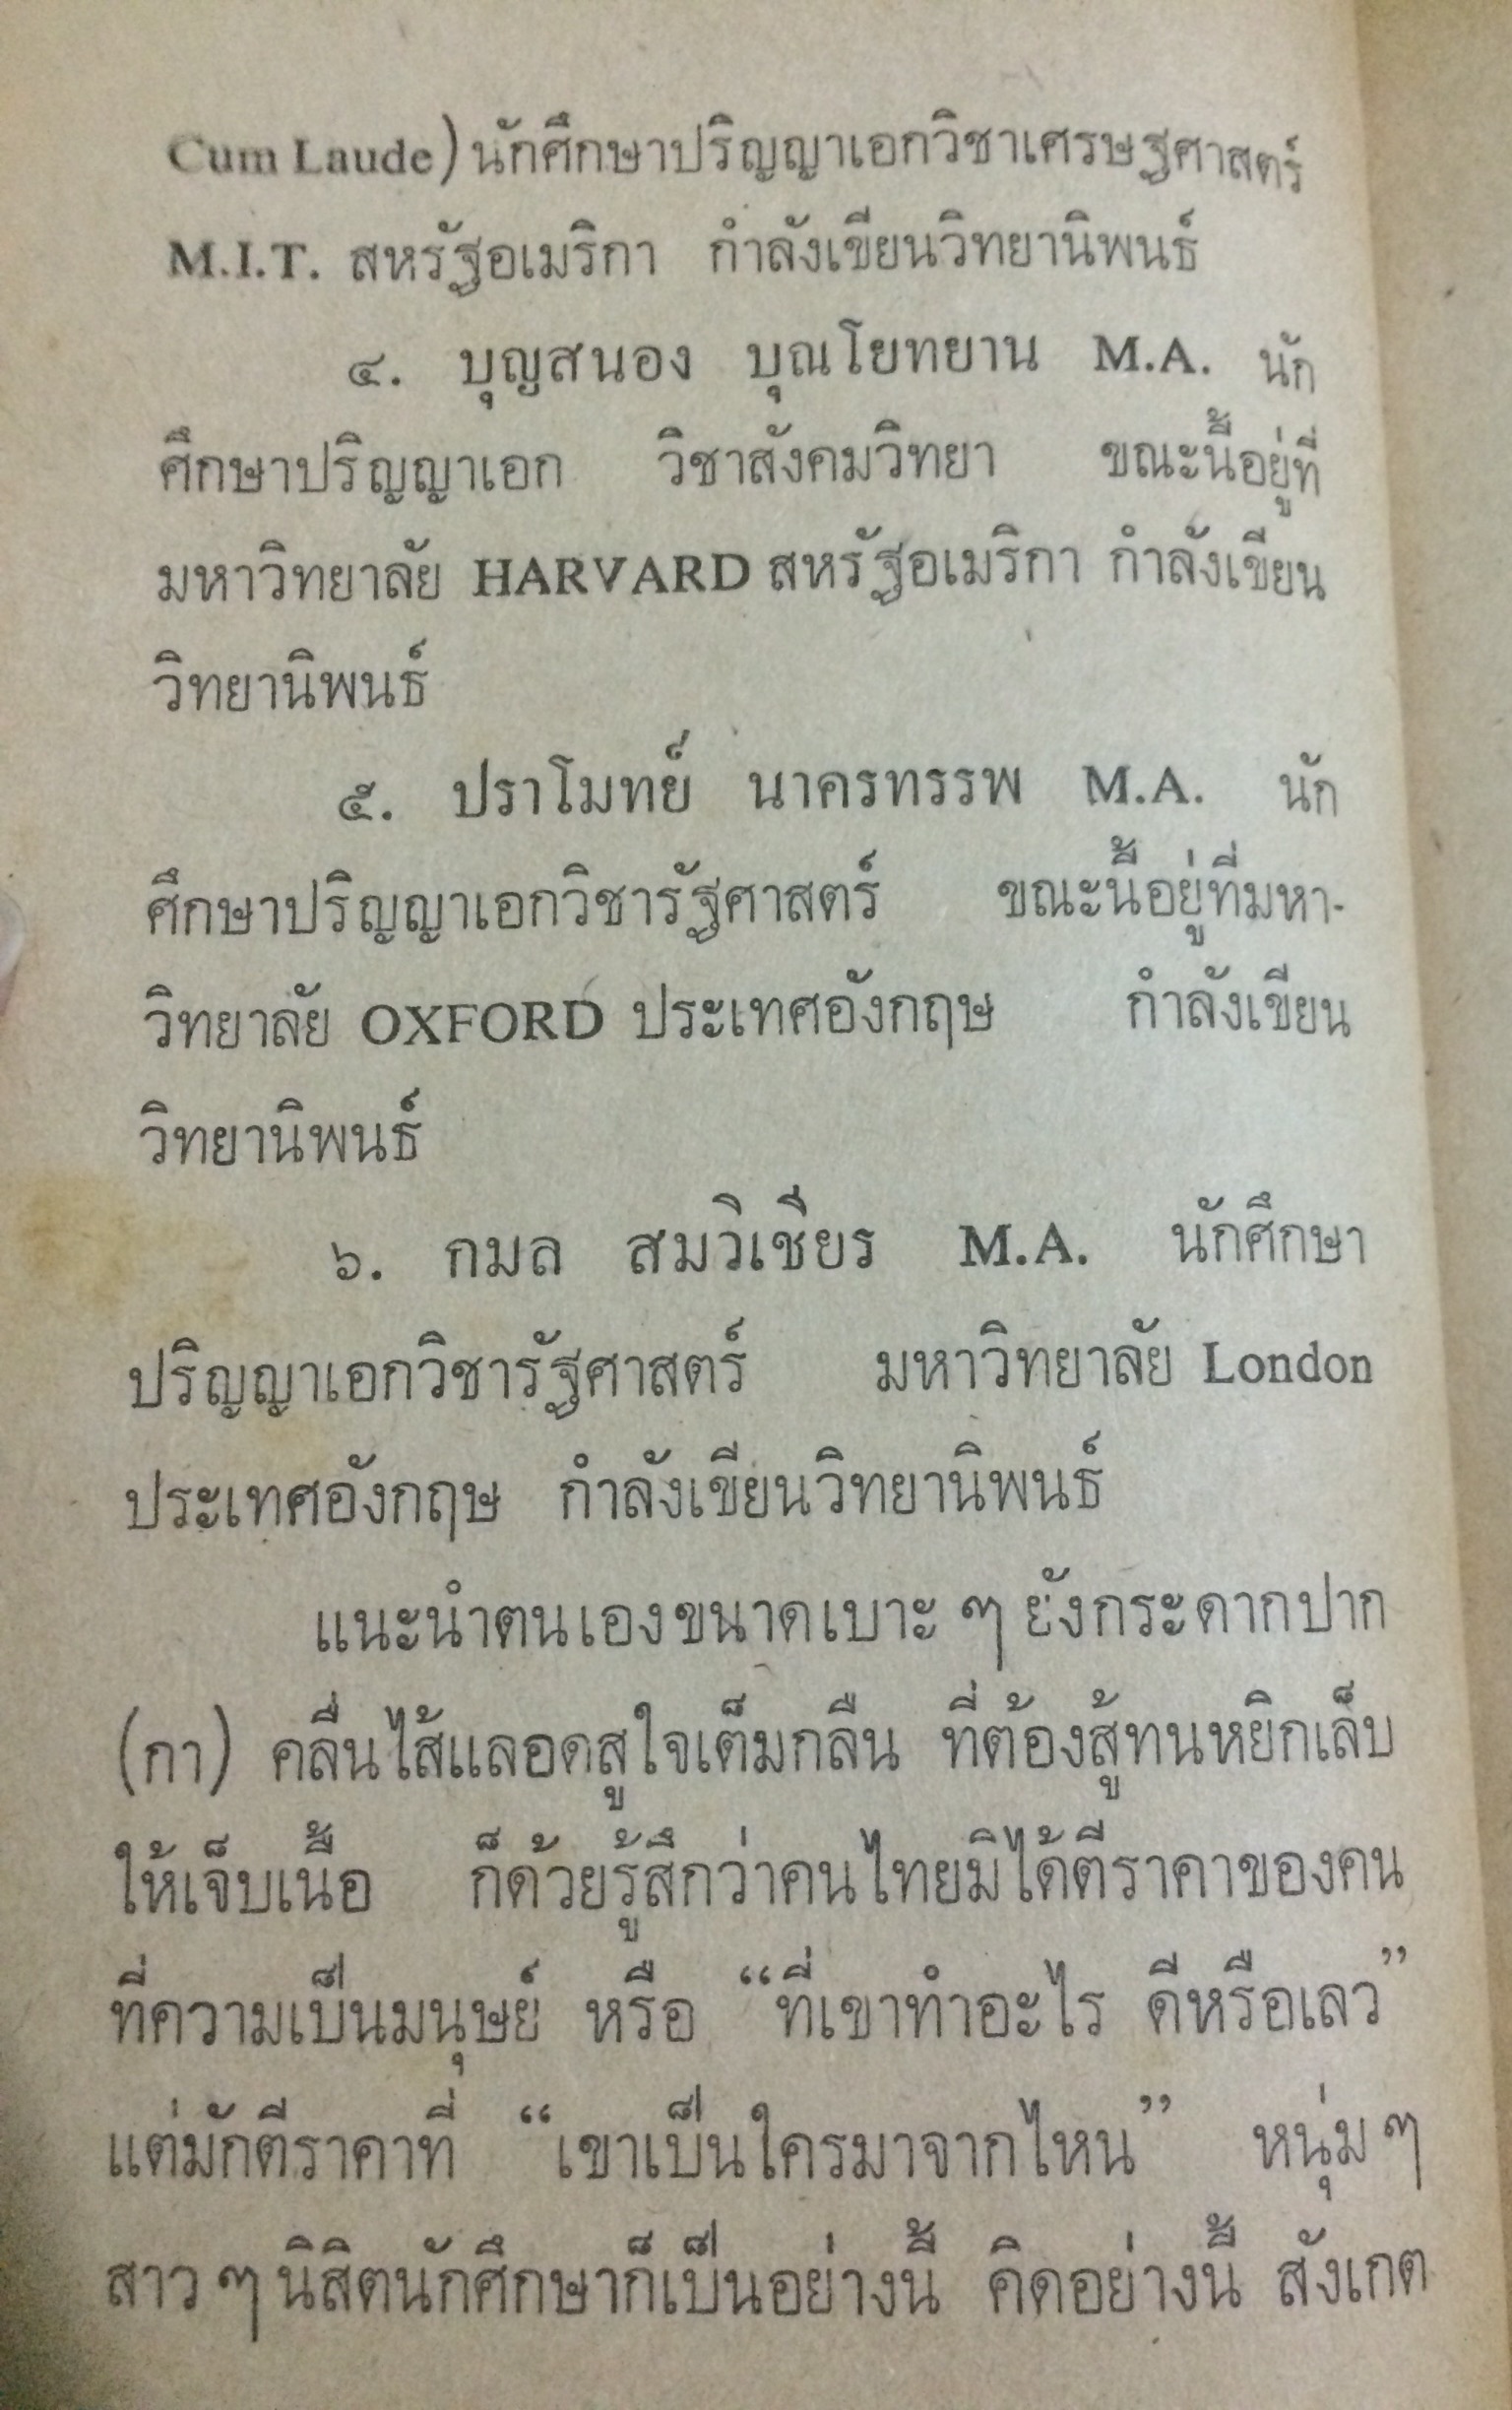 Cum Laude) นักศึกษาปริญญาเอกวิชาเศรษฐศาสตร์
M.I.T. สหรัฐอเมริกา กำลังเขียนวิทยานิพนธ์
๔. บุญสนอง บุณโยทยาน M.A. นัก
ศึกษาปริญญาเอก วิชาสังคมวิทยา ขณะนี้อยู่ที่
มหาวิทยาลัย HARVARD สหรัฐอเมริกา กำลังเขียน
วิทยานิพนธ์
๕. ปราโมทย์ นาครทรรพ M.A. นัก
ศึกษาปริญญาเอกวิชารัฐศาสตร์ ขณะนี้อยู่ที่มหา-
วิทยาลัย OXFORD ประเทศอังกฤษ กำลังเขียน
วิทยานิพนธ์
๖. กมล สมวิเชียร M.A. นักศึกษา
ปริญญาเอกวิชารัฐศาสตร์ มหาวิทยาลัย London
ประเทศอังกฤษ กำลังเขียนวิทยานิพนธ์
แนะนำตนเองขนาดเบาะ ๆ ยังกระดากปาก
(กา) คลื่นไส้แลอดสูใจเต็มกลืน ที่ต้องสู้ทนหยิกเล็บ
ให้เจ็บเนื้อ ก็ด้วยรู้สึกว่าคนไทยมิได้ตีราคาของคน
ที่ความเป็นมนุษย์ หรือ “ที่เขาทำอะไร ดีหรือเลว”
แต่มักตีราคาที่ “เขาเป็นใครมาจากไหน” หนุ่ม ๆ
สาว ๆ นิสิตนักศึกษาก็เป็นอย่างนี้ คิดอย่างนี้ สังเกต